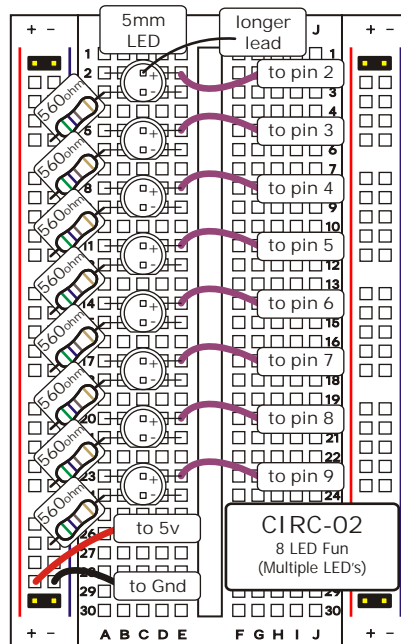 + - 5mm LED longer lead J + -
1 1
2 + to pin 2
- 3
560ohm 4
5 + to pin 3
- 6
560ohm 7
8 + to pin 4
- 9
560ohm 10
11 + to pin 5
- 12
560ohm 13
14 + to pin 6
- 15
560ohm 16
17 + to pin 7
- 18
560ohm 19
20 + to pin 8
- 21
560ohm 22
23 + to pin 9
- 24
560ohm
26 to 5v
27
28
29 to Gnd 29
30 30
CIRC-02
8 LED Fun
(Multiple LED's)
+ - A B C D E F G H I J + -